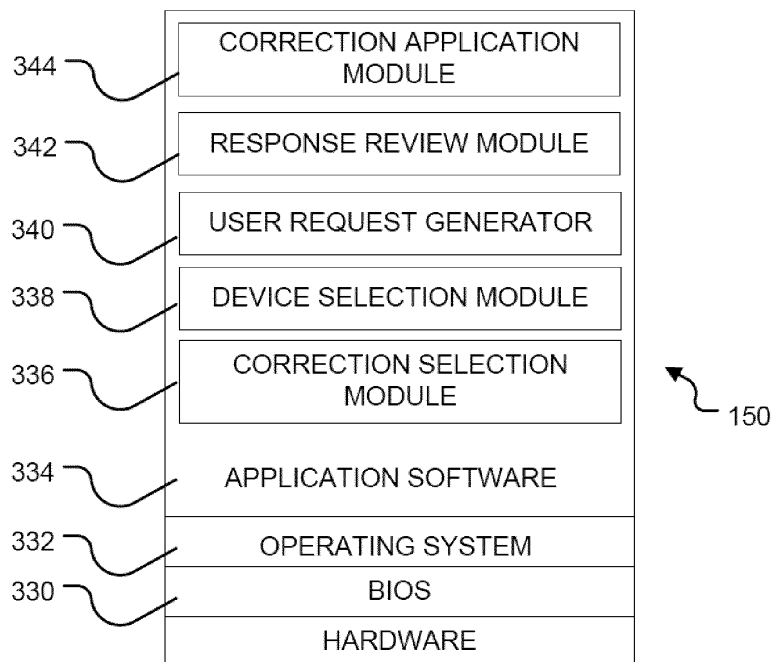 344
CORRECTION APPLICATION
MODULE
342
RESPONSE REVIEW MODULE
340
USER REQUEST GENERATOR
338
DEVICE SELECTION MODULE
336
CORRECTION SELECTION
MODULE
150
334
APPLICATION SOFTWARE
332
OPERATING SYSTEM
330
BIOS
HARDWARE